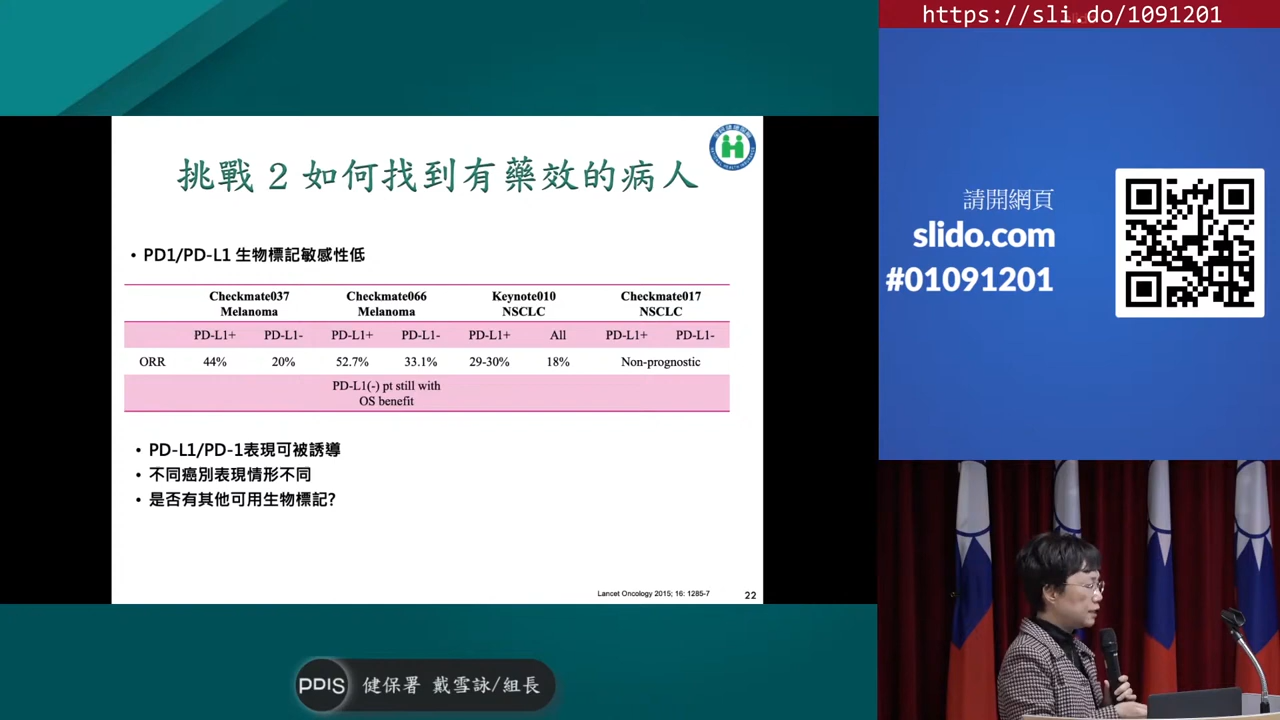 https://sli.do/1091201
挑戰 2 如何找到有藥效的病人
• PD1/PD-L1 生物標記敏感性低
Checkmate037 Checkmate066 Keynote010 Checkmate017
Melanoma Melanoma NSCLC NSCLC
PD-L1+ PD-L1- PD-L1+ PD-L1- PD-L1+ All PD-L1+ PD-L1-
ORR 44% 20% 52.7% 33.1% 29-30% 18% Non-prognostic
PD-L1(-) pt still with
OS benefit
• PD-L1/PD-1表現可被誘導
• 不同癌別表現情形不同
• 是否有其他可用生物標記?
Lancet Oncology 2015; 16: 1285-7
22
請開網頁
slido.com
#01091201
PDIS 健保署 戴雪詠/組長